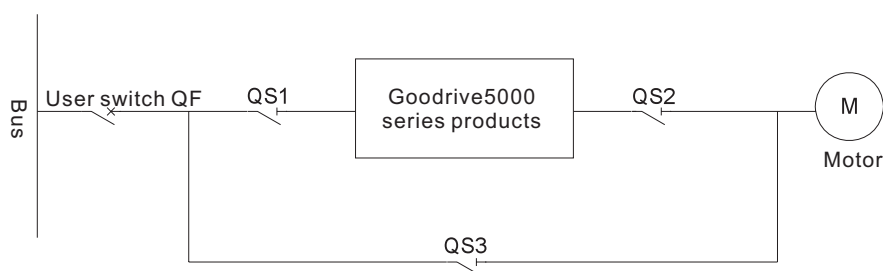 Bus
User switch QF
QS1
Goodrive5000
series products
QS2
M
Motor
QS3